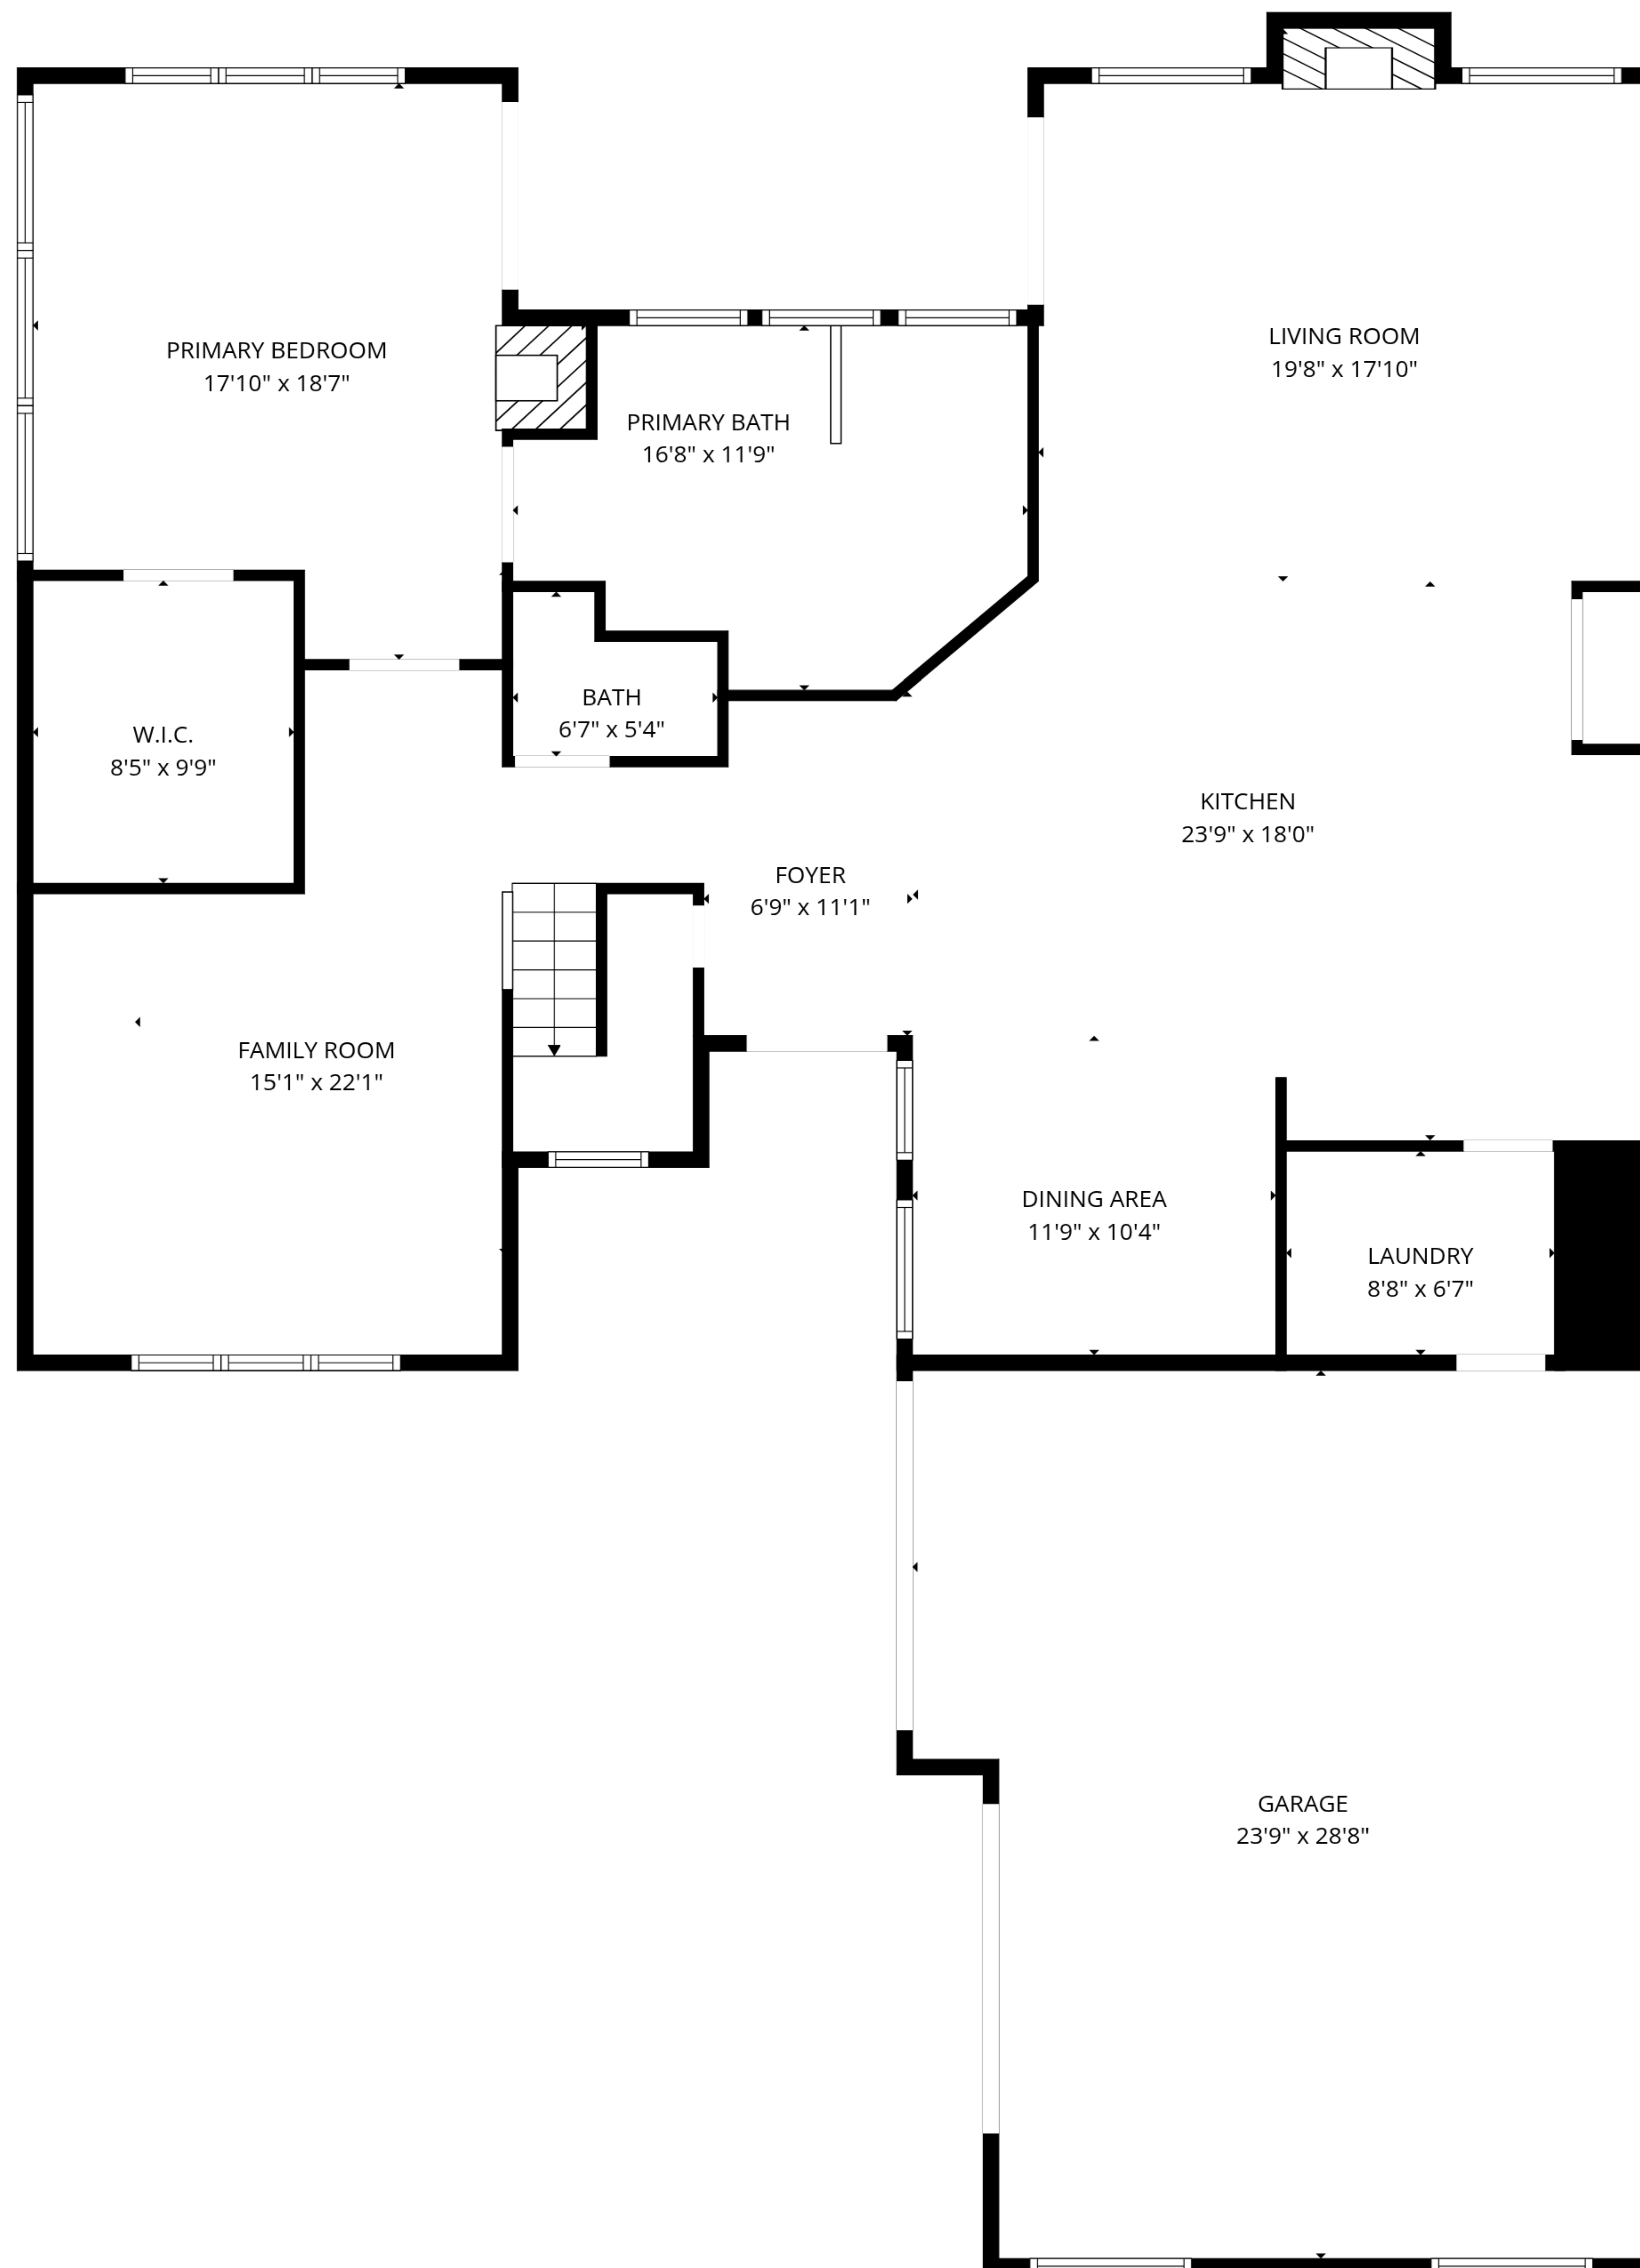 LIVING ROOM
19'8" x 17'10"
PRIMARY BEDROOM
17'10" x 18'7"
PRIMARY BATH
16'8" x 11'9"
BATH
6'7" x 5'4"
W.I.C.
8'5" x 9'9"
KITCHEN
23'9" x 18'0"
FOYER
6'9" x 11'1"
FAMILY ROOM
15'1" x 22'1"
DINING AREA
11'9" x 10'4"
LAUNDRY
8'8" x 6'7"
GARAGE
23'9" x 28'8"